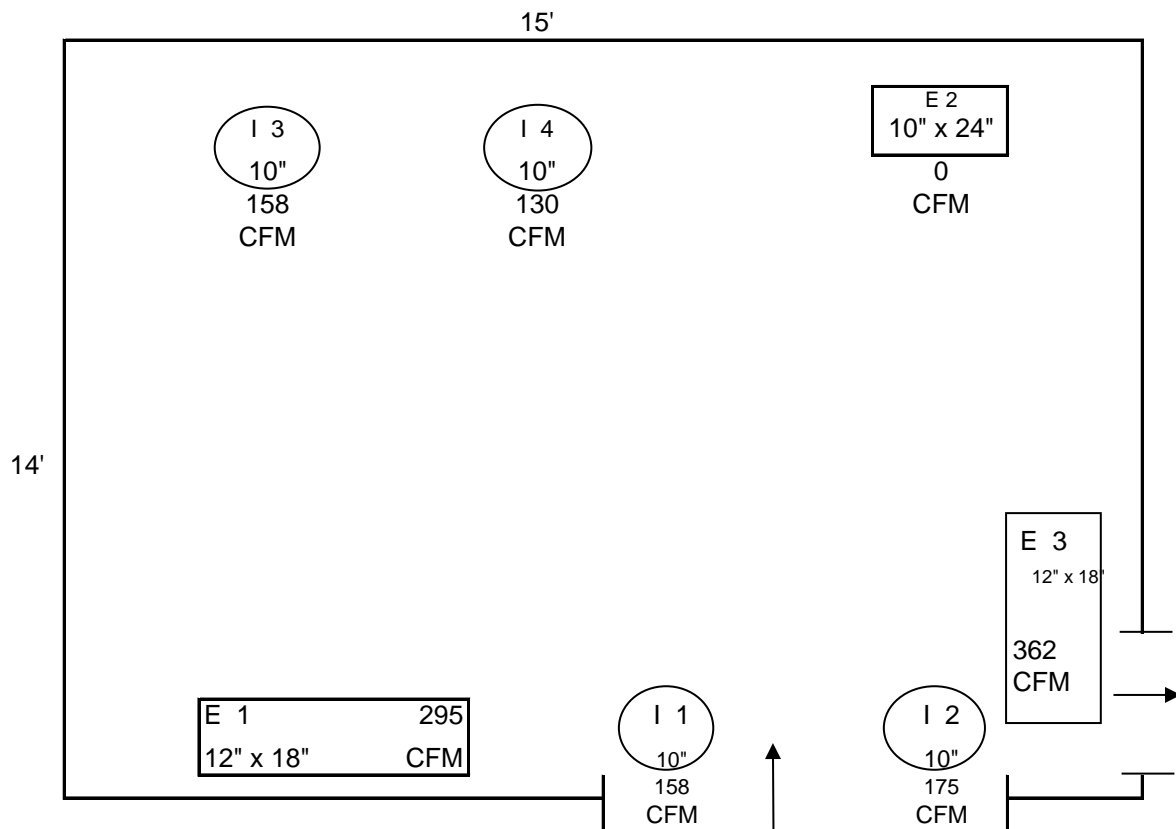 15'
I 3
10"
158
CFM
I 4
10"
130
CFM
E 2
10" x 24"
0
CFM
14'
E 3
12" x 18"
362
CFM
E 1 295
12" x 18" CFM
I 1
10"
158
CFM
I 2
10"
175
CFM